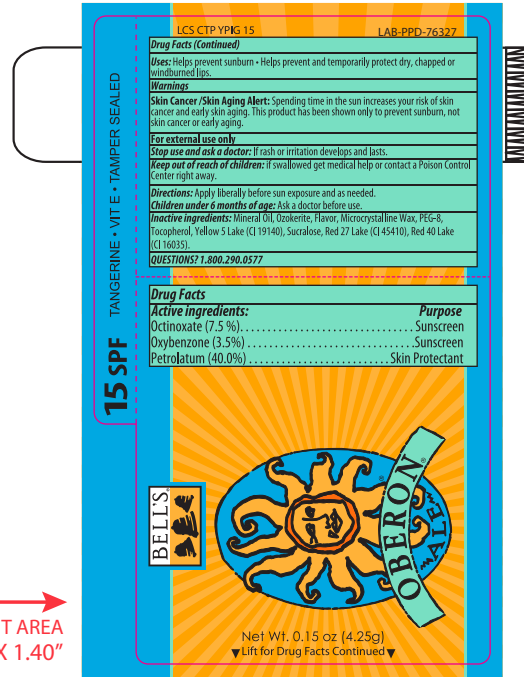 LCS CTP YPIG 15 LAB-PPD-76327
Drug Facts (Continued)
Uses: Helps prevent sunburn • Helps prevent and temporarily protect dry, chapped or
windburned lips.
Warnings
Skin Cancer /Skin Aging Alert: Spending time in the sun increases your risk of skin
cancer and early skin aging. This product has been shown only to prevent sunburn, not
skin cancer or early aging.
For external use only
Stop use and ask a doctor: If rash or irritation develops and lasts.
Keep out of reach of children: if swallowed get medical help or contact a Poison Control
Center right away.
Directions: Apply liberally before sun exposure and as needed.
Children under 6 months of age: Ask a doctor before use.
Inactive ingredients: Mineral Oil, Ozokerite, Flavor, Microcrystalline Wax, PEG-8,
Tocopherol, Yellow 5 Lake (CJ 19140), Sucralose, Red 27 Lake (CJ 45410), Red 40 Lake
(CJ 16035).
QUESTIONS? 1.800.290.0577
Drug Facts
Active ingredients: Purpose
Octinoxate (7.5 %)................................Sunscreen
Oxybenzone (3.5%)...............................Sunscreen
Petrolatum (40.0%)..........................Skin Protectant
15 SPF TANGERINE • VIT E • TAMPER SEALED
BELL'S®
OBERON®
ALE
Net Wt. 0.15 oz (4.25g)
▼Lift for Drug Facts Continued▼
T AREA
X 1.40"